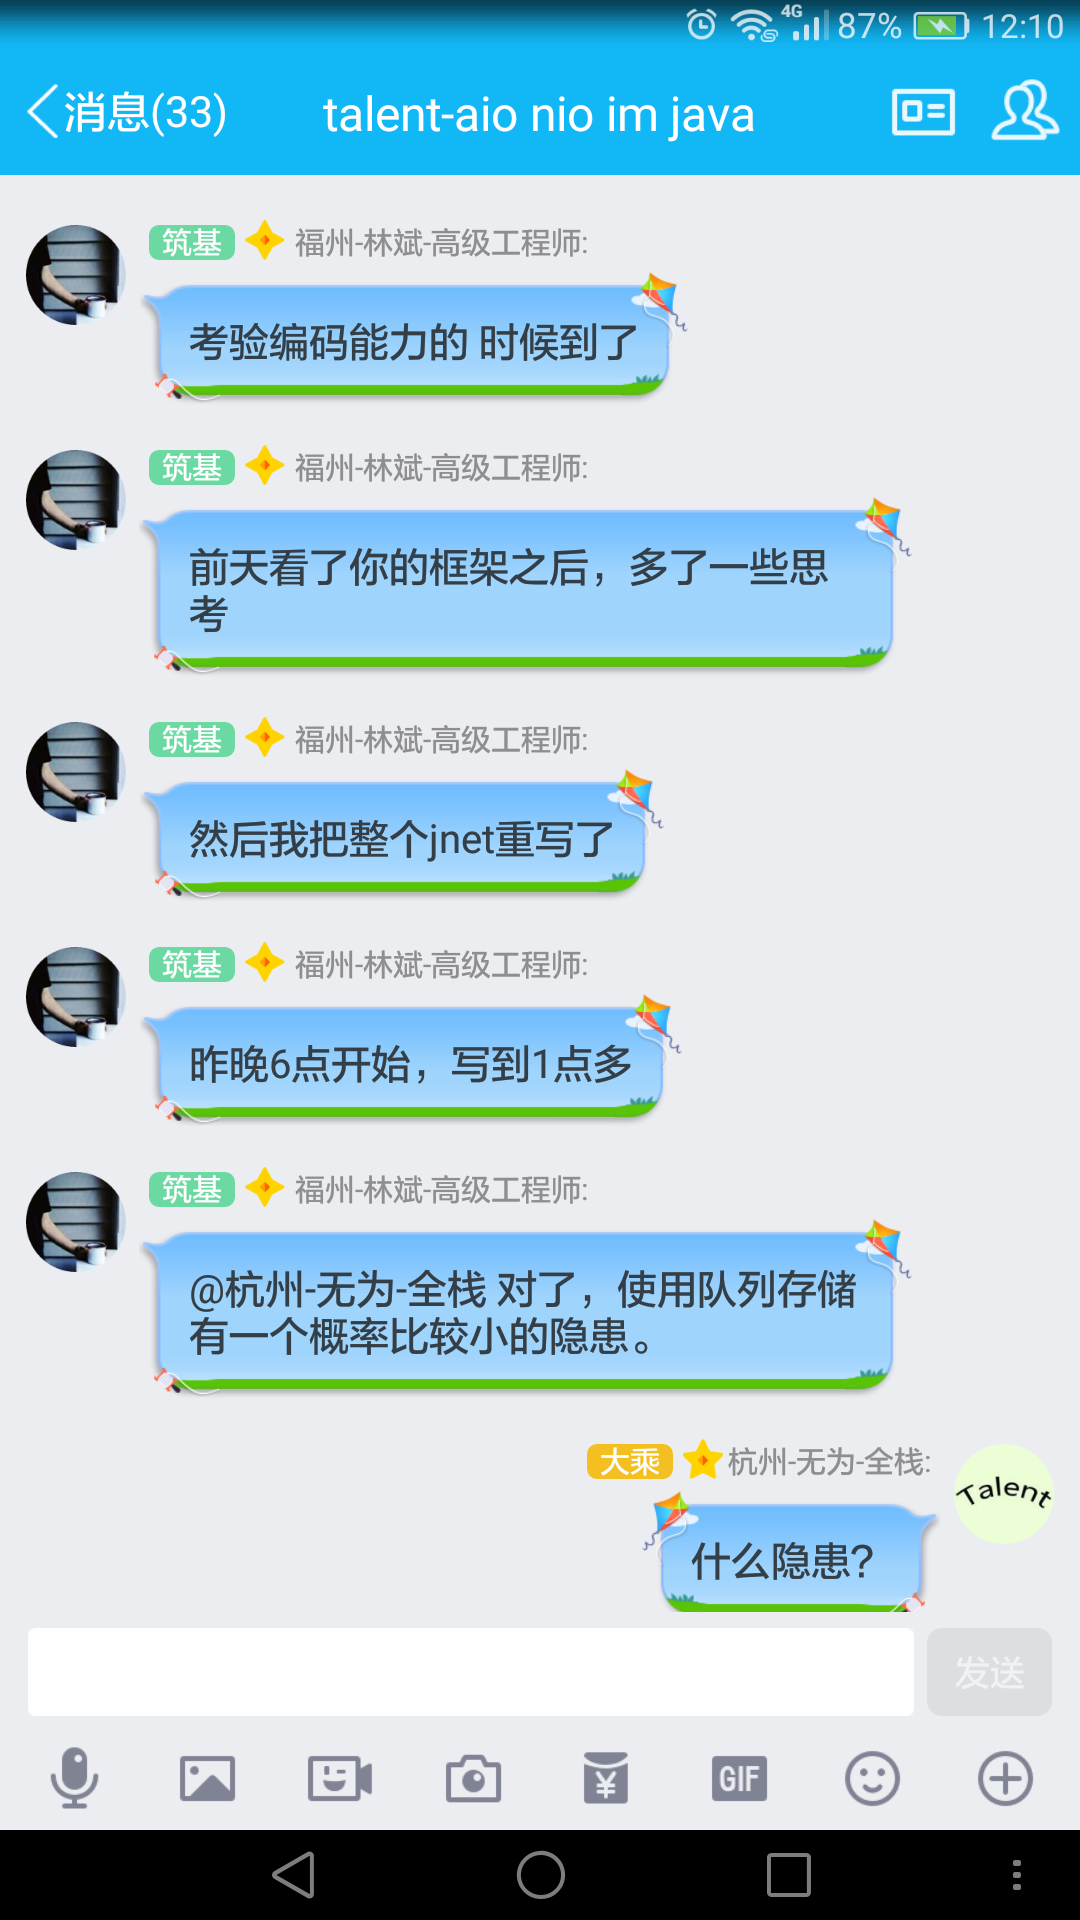 4G 87% 12:10
消息(33) talent-aio nio im java
筑基 福州-林斌-高级工程师:
考验编码能力的 时候到了
筑基 福州-林斌-高级工程师:
前天看了你的框架之后，多了一些思
考
筑基 福州-林斌-高级工程师:
然后我把整个jnet重写了
筑基 福州-林斌-高级工程师:
昨晚6点开始，写到1点多
筑基 福州-林斌-高级工程师:
@杭州-无为-全栈 对了，使用队列存储
有一个概率比较小的隐患。
大乘 杭州-无为-全栈:
Talent
什么隐患?
发送
GIF